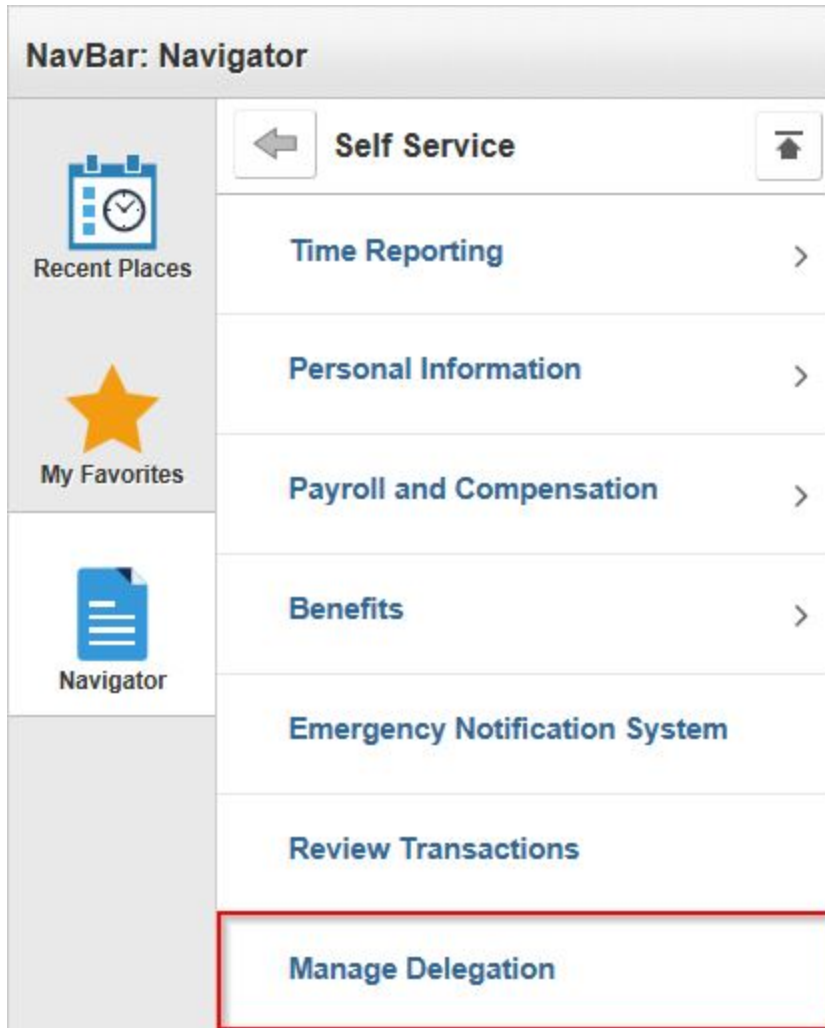 NavBar: Navigator
Recent Places
My Favorites
Navigator
Self Service
Time Reporting
Personal Information
Payroll and Compensation
Benefits
Emergency Notification System
Review Transactions
Manage Delegation